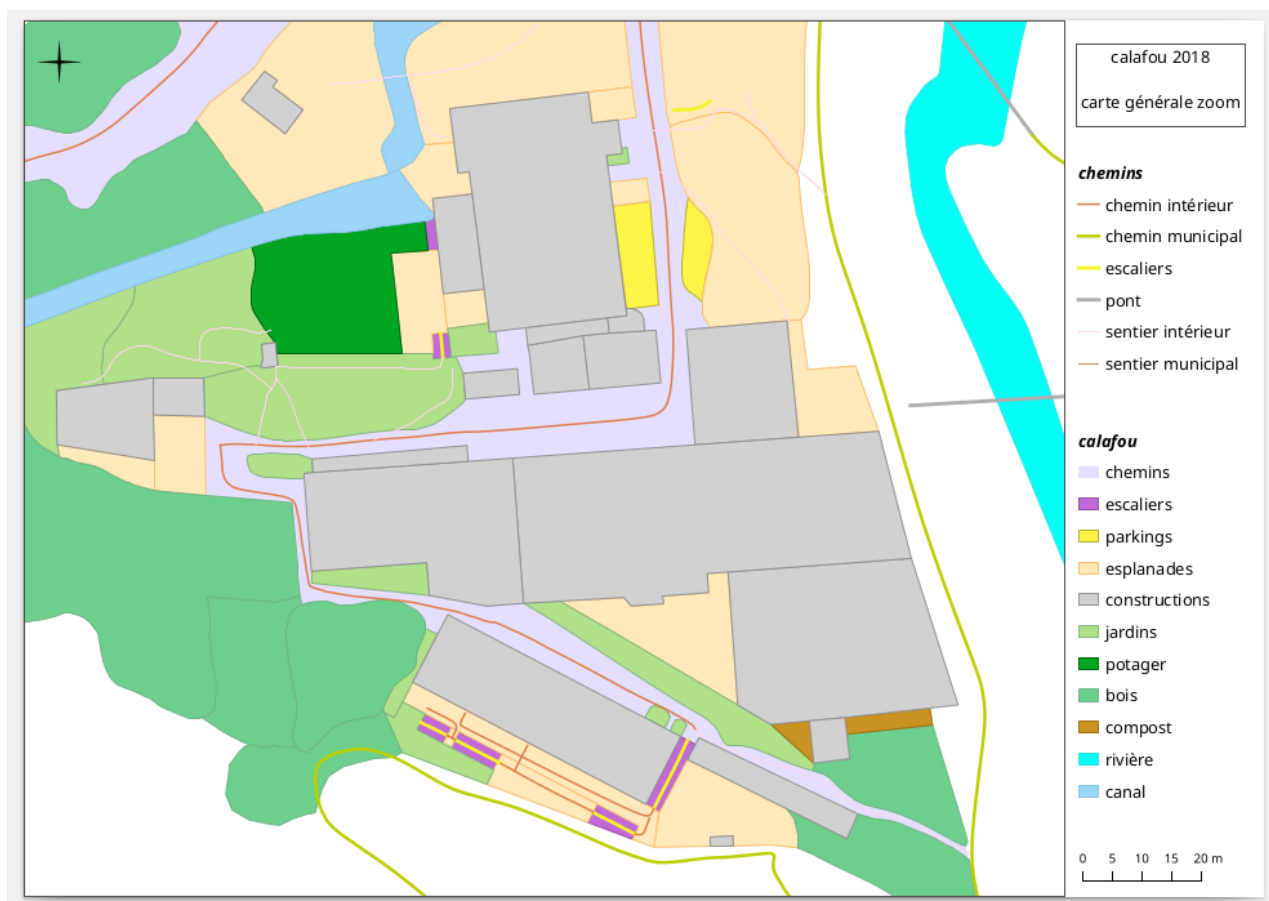 calafou 2018
carte générale zoom
chemins
chemin intérieur
chemin municipal
escaliers
pont
sentier intérieur
sentier municipal
calafou
chemins
escaliers
parkings
esplanades
constructions
jardins
potager
bois
compost
rivière
canal
0 5 10 15 20 m